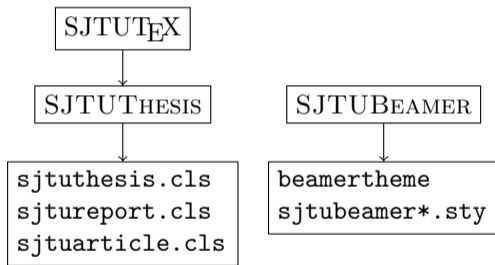 SJTUTEX
SJTUTHESIS
SJTUBEAMER
sjtuthesis.cls
sjtureport.cls
sjtuarticle.cls
beamertheme
sjtubeamer*.sty